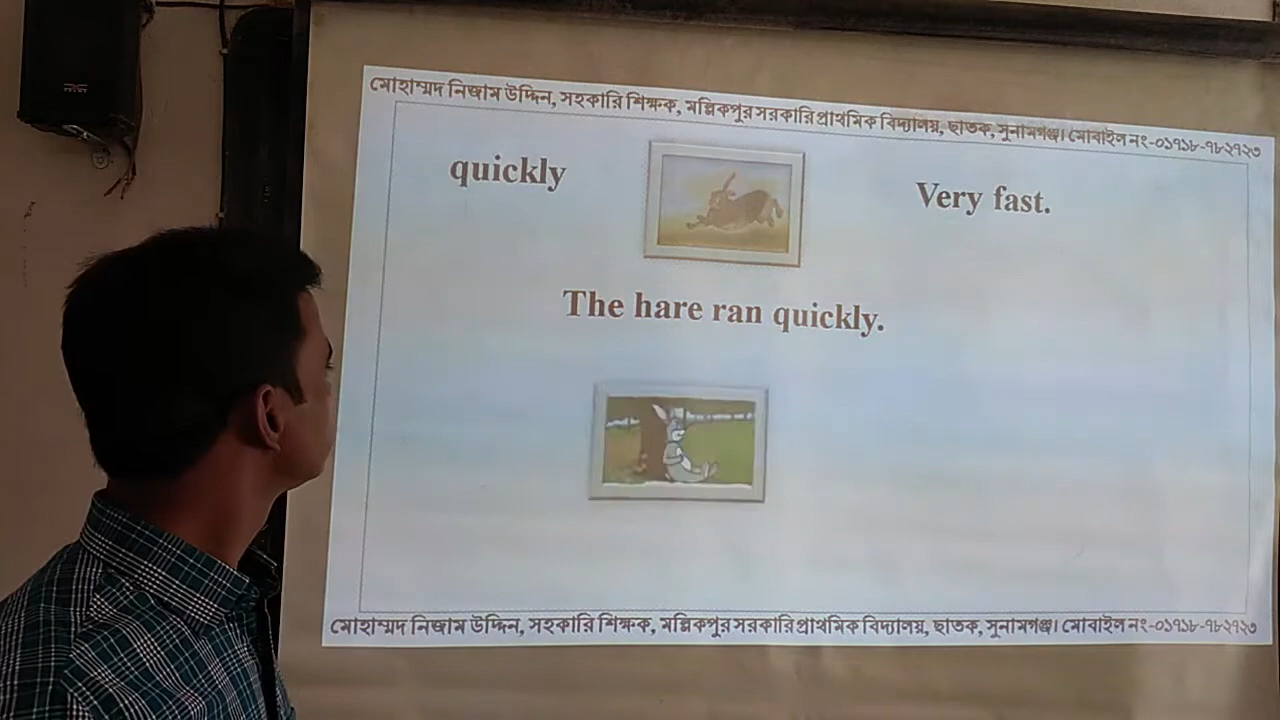 মোহাম্মদ নিজাম উদ্দিন, সহকারি শিক্ষক, মল্লিকপুর সরকারি প্রাথমিক বিদ্যালয়, ছাতক, সুনামগঞ্জ। মোবাইল নং-০১৭১৮-৭৮২৭২৩
quickly
Very fast.
The hare ran quickly.
মোহাম্মদ নিজাম উদ্দিন, সহকারি শিক্ষক, মল্লিকপুর সরকারি প্রাথমিক বিদ্যালয়, ছাতক, সুনামগঞ্জ। মোবাইল নং-০১৭১৮-৭৮২৭২৩